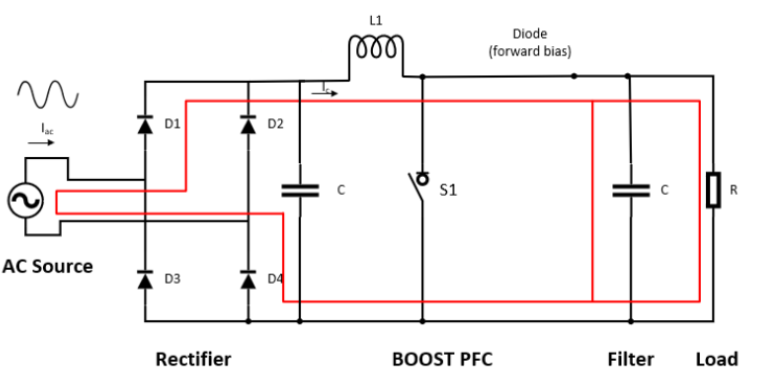 L1
Diode
(forward bias)
Iac
Ic
D1
D2
C
S1
C
R
AC Source
D3
D4
Rectifier
BOOST PFC
Filter
Load